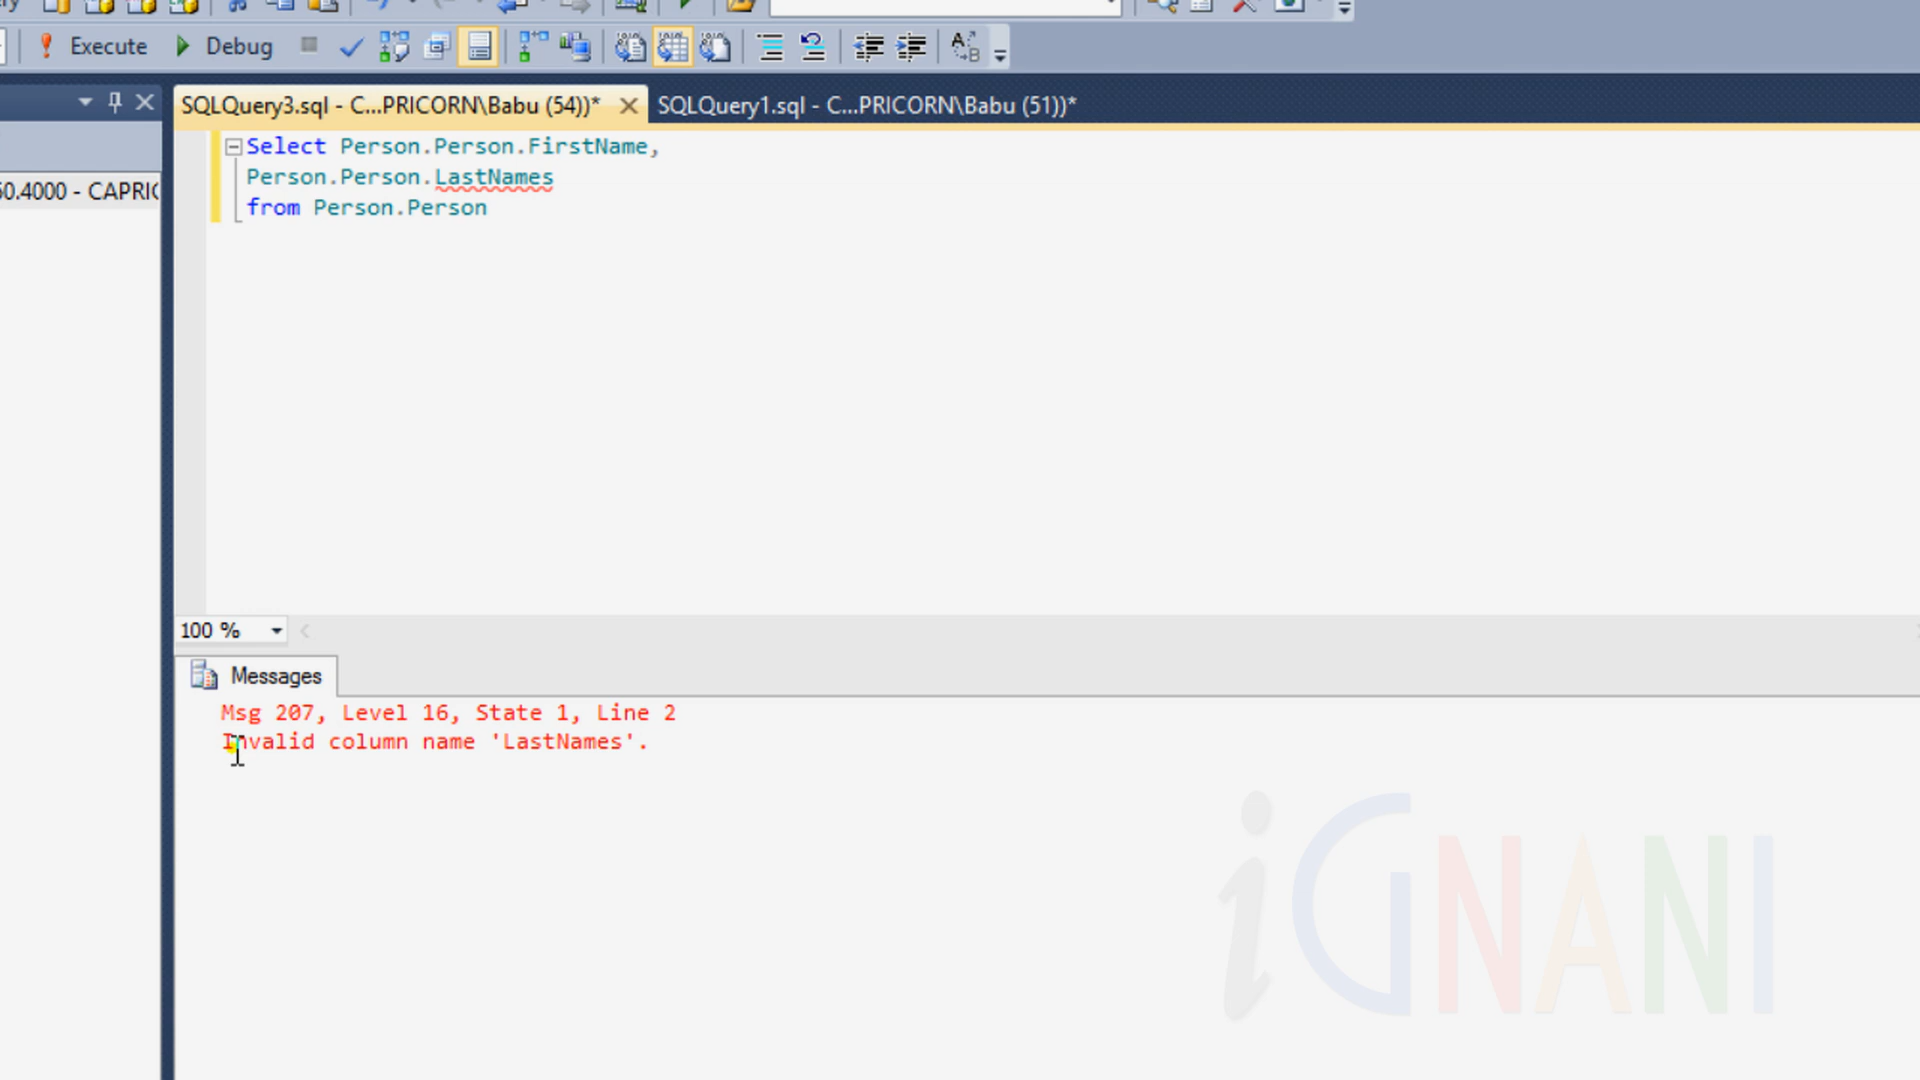 Execute Debug
SQLQuery3.sql - C...PRICORN\Babu (54))* SQLQuery1.sql - C...PRICORN\Babu (51))*
Select Person.Person.FirstName,
Person.Person.LastNames
from Person.Person
50.4000 - CAPRIC
100 %
Messages
Msg 207, Level 16, State 1, Line 2
Invalid column name 'LastNames'.
iGNANI